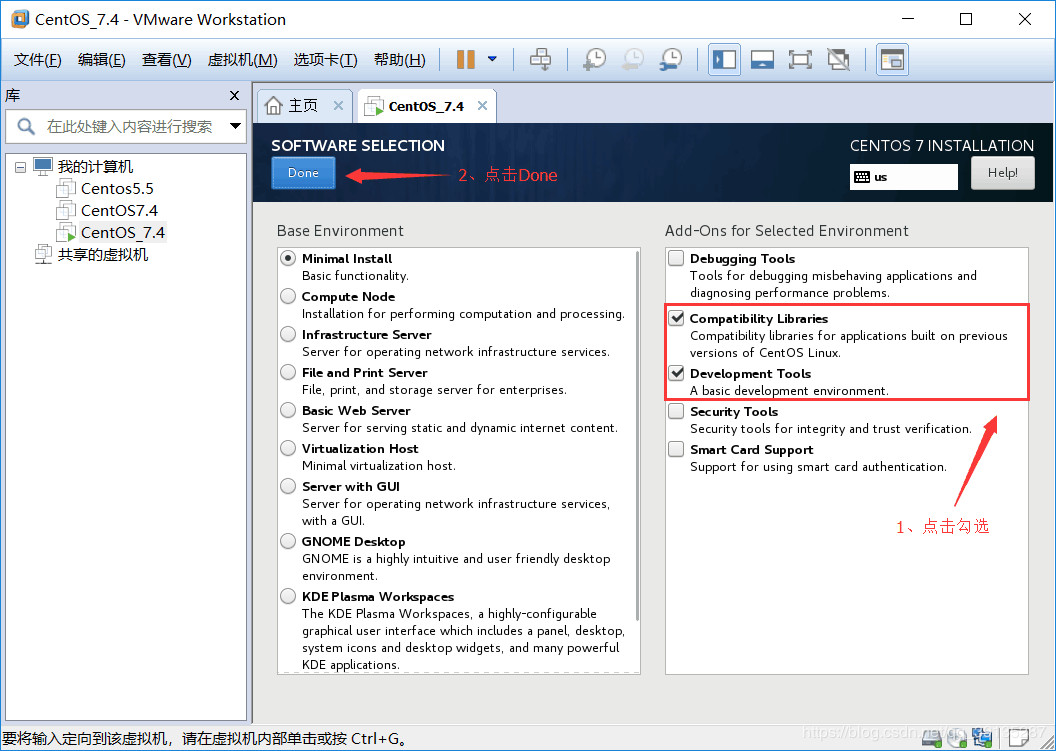 CentOS_7.4 - VMware Workstation
文件(F) 编辑(E) 查看(V) 虚拟机(M) 选项卡(T) 帮助(H)
库
在此处键入内容进行搜索
我的计算机
Centos5.5
CentOS7.4
CentOS_7.4
共享的虚拟机
主页
CentOS_7.4
SOFTWARE SELECTION
CENTOS 7 INSTALLATION
Done
2、点击Done
us
Help!
Base Environment
Minimal Install
Basic functionality.
Compute Node
Installation for performing computation and processing.
Infrastructure Server
Server for operating network infrastructure services.
File and Print Server
File, print, and storage server for enterprises.
Basic Web Server
Server for serving static and dynamic internet content.
Virtualization Host
Minimal virtualization host.
Server with GUI
Server for operating network infrastructure services,
with a GUI.
GNOME Desktop
GNOME is a highly intuitive and user friendly desktop
environment.
KDE Plasma Workspaces
The KDE Plasma Workspaces, a highly-configurable
graphical user interface which includes a panel, desktop,
system icons and desktop widgets, and many powerful
KDE applications.
Add-Ons for Selected Environment
Debugging Tools
Tools for debugging misbehaving applications and
diagnosing performance problems.
Compatibility Libraries
Compatibility libraries for applications built on previous
versions of CentOS Linux.
Development Tools
A basic development environment.
Security Tools
Security tools for integrity and trust verification.
Smart Card Support
Support for using smart card authentication.
1、点击勾选
要将输入定向到该虚拟机，请在虚拟机内部单击或按 Ctrl+G。